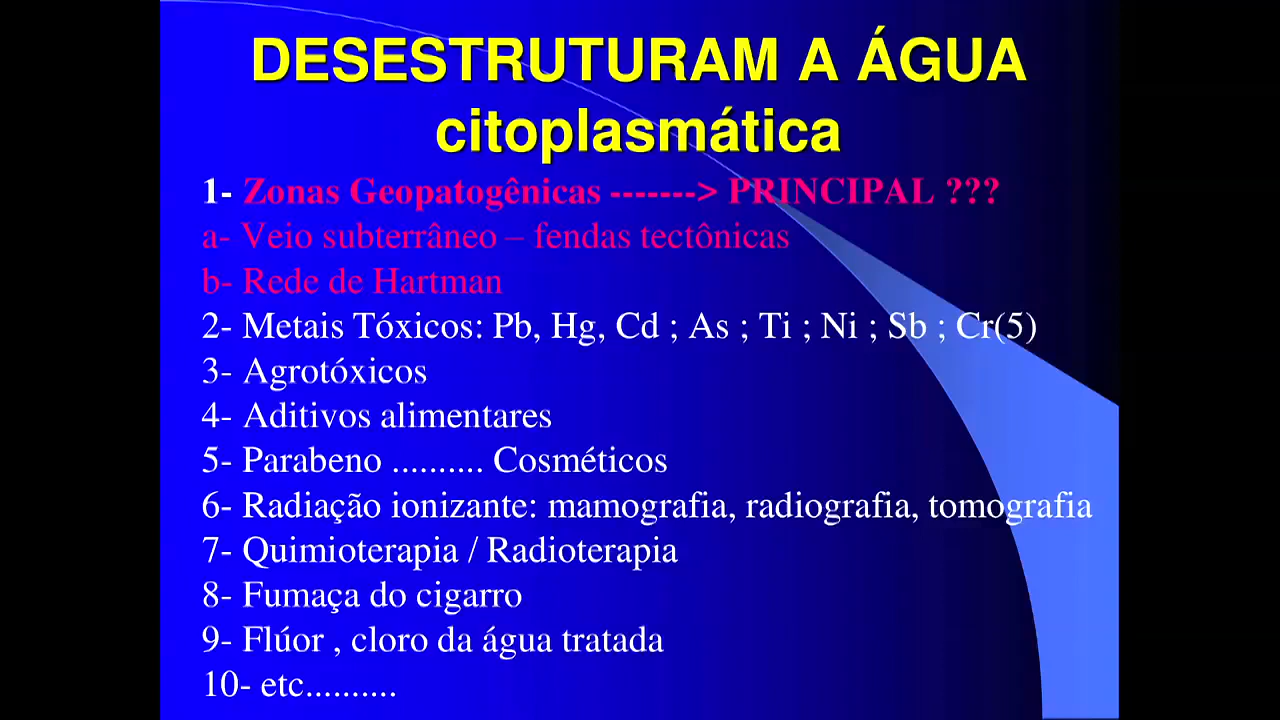 DESESTRUTURAM A ÁGUA
citoplasmática
1- Zonas Geopatogênicas -------> PRINCIPAL ???
a- Veio subterrâneo – fendas tectônicas
b- Rede de Hartman
2- Metais Tóxicos: Pb, Hg, Cd ; As ; Ti ; Ni ; Sb ; Cr(5)
3- Agrotóxicos
4- Aditivos alimentares
5- Parabeno .......... Cosméticos
6- Radiação ionizante: mamografia, radiografia, tomografia
7- Quimioterapia / Radioterapia
8- Fumaça do cigarro
9- Flúor , cloro da água tratada
10- etc..........